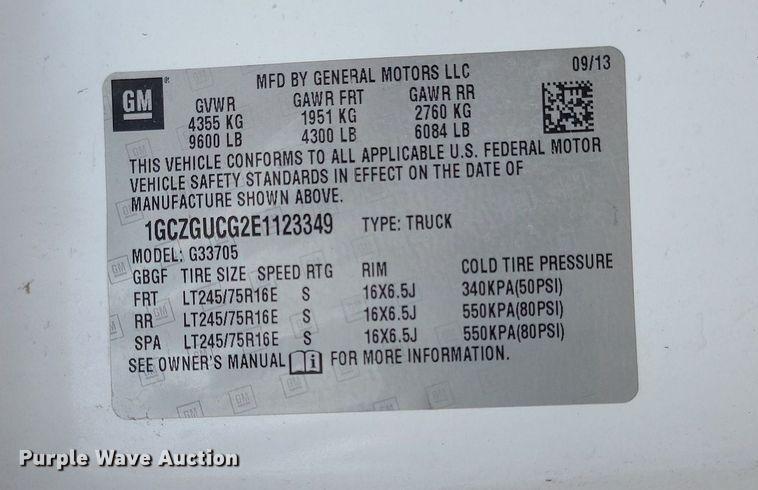 MFD BY GENERAL MOTORS LLC 09/13
GM
GVWR GAWR FRT GAWR RR
4355 KG 1951 KG 2760 KG
9600 LB 4300 LB 6084 LB
THIS VEHICLE CONFORMS TO ALL APPLICABLE U.S. FEDERAL MOTOR
VEHICLE SAFETY STANDARDS IN EFFECT ON THE DATE OF
MANUFACTURE SHOWN ABOVE.
1GCZGUCG2E1123349 TYPE: TRUCK
MODEL: G33705
GBGF TIRE SIZE SPEED RTG RIM COLD TIRE PRESSURE
FRT LT245/75R16E S 16X6.5J 340KPA(50PSI)
RR LT245/75R16E S 16X6.5J 550KPA(80PSI)
SPA LT245/75R16E S 16X6.5J 550KPA(80PSI)
SEE OWNER'S MANUAL i FOR MORE INFORMATION.
Purple Wave Auction